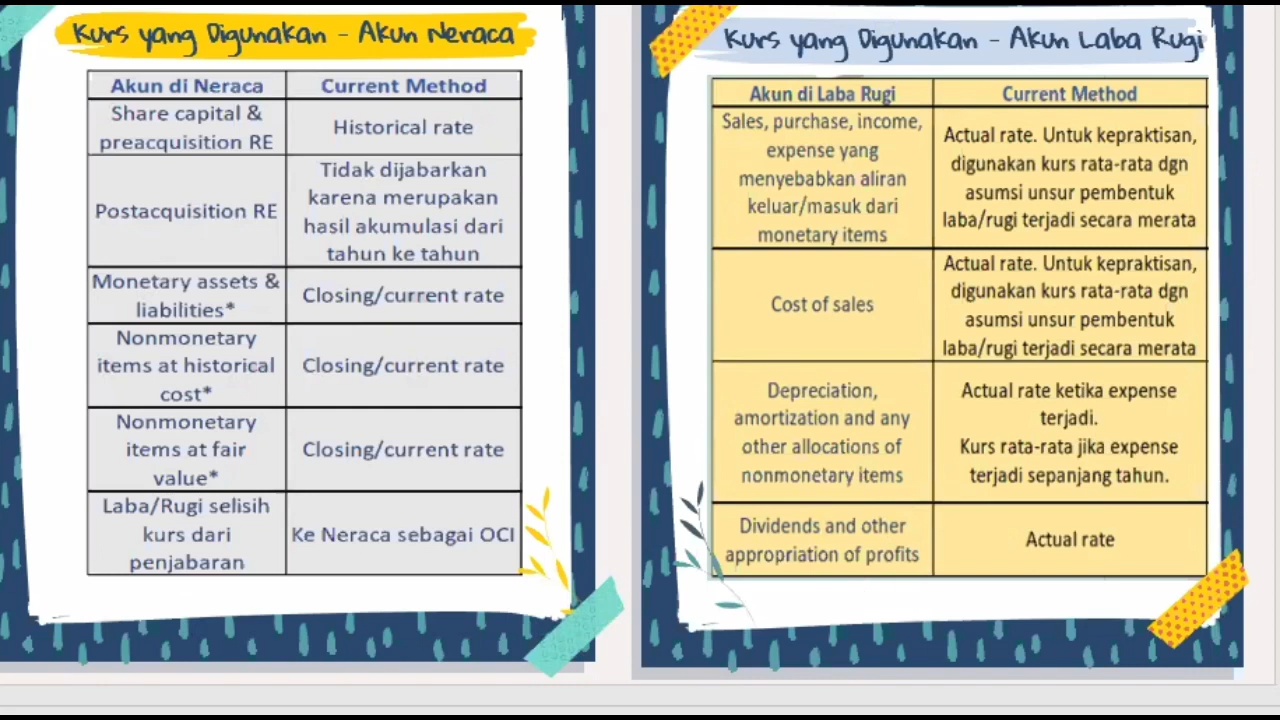 Kurs yang Digunakan - Akun Neraca
Akun di Neraca
Current Method
Share capital &
preacquisition RE
Historical rate
Postacquisition RE
Tidak dijabarkan
karena merupakan
hasil akumulasi dari
tahun ke tahun
Monetary assets &
liabilities*
Closing/current rate
Nonmonetary
items at historical
cost*
Closing/current rate
Nonmonetary
items at fair
value*
Closing/current rate
Laba/Rugi selisih
kurs dari
penjabaran
Ke Neraca sebagai OCI
Kurs yang Digunakan - Akun Laba Rugi
Akun di Laba Rugi
Current Method
Sales, purchase, income,
expense yang
menyebabkan aliran
keluar/masuk dari
monetary items
Actual rate. Untuk kepraktisan,
digunakan kurs rata-rata dgn
asumsi unsur pembentuk
laba/rugi terjadi secara merata
Cost of sales
Actual rate. Untuk kepraktisan,
digunakan kurs rata-rata dgn
asumsi unsur pembentuk
laba/rugi terjadi secara merata
Depreciation,
amortization and any
other allocations of
nonmonetary items
Actual rate ketika expense
terjadi.
Kurs rata-rata jika expense
terjadi sepanjang tahun.
Dividends and other
appropriation of profits
Actual rate